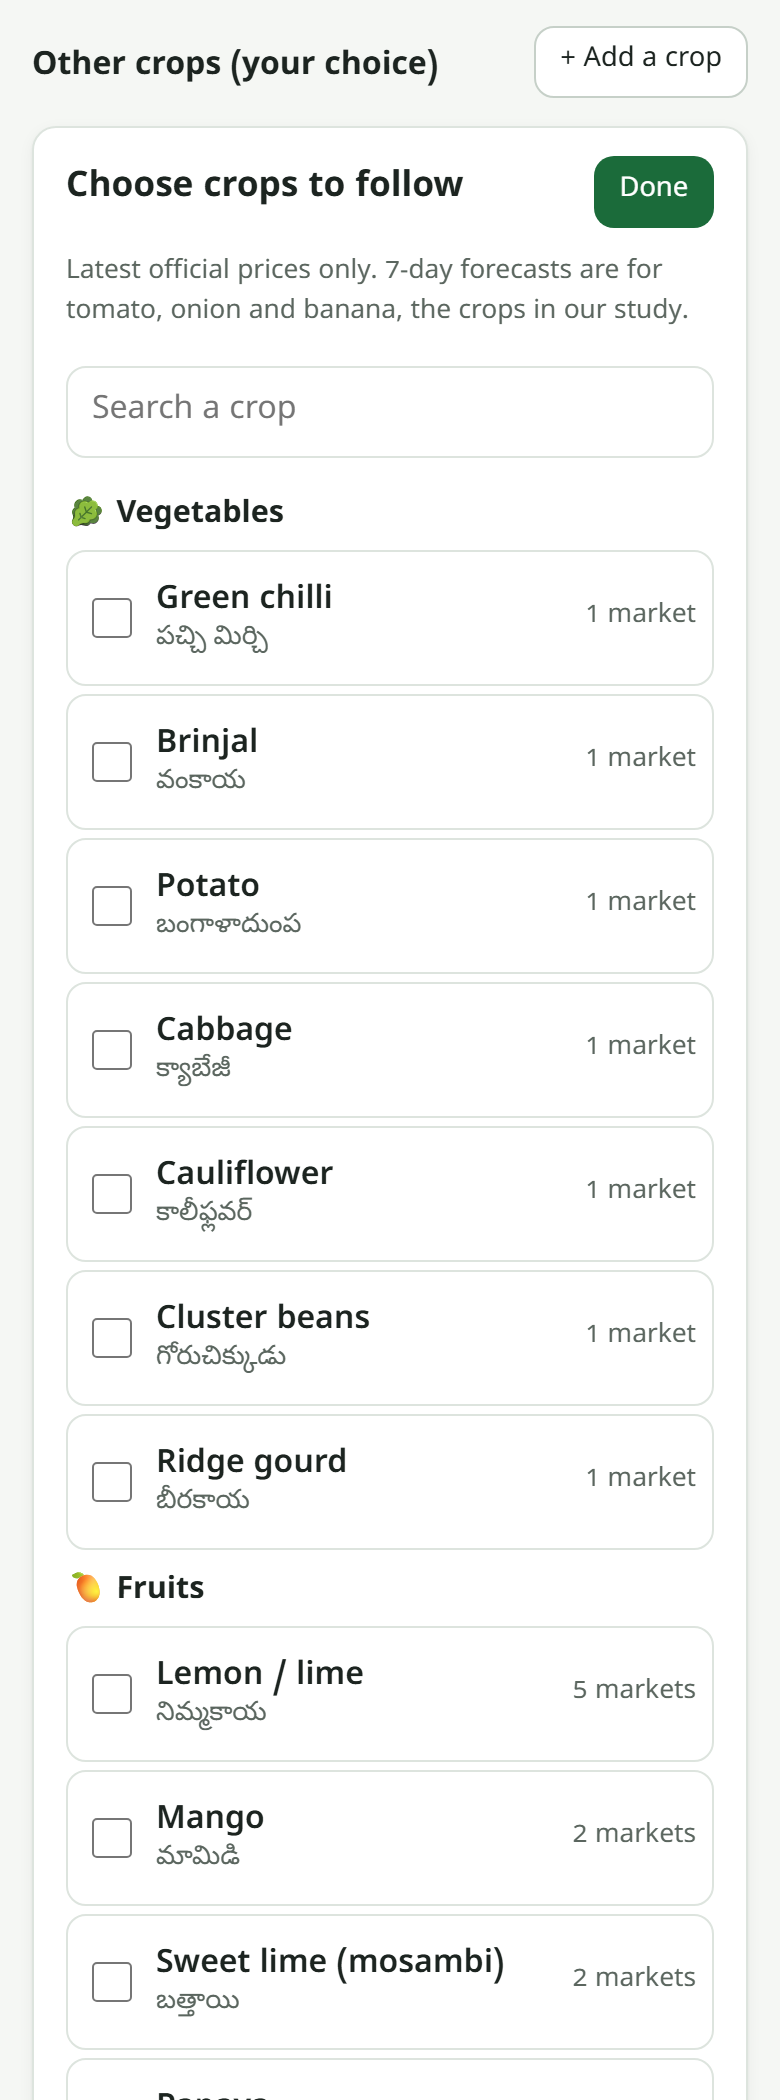 Other crops (your choice)
+ Add a crop
Choose crops to follow
Done
Latest official prices only. 7-day forecasts are for
tomato, onion and banana, the crops in our study.
Search a crop
Vegetables
Green chilli
పచ్చి మిర్చి
1 market
Brinjal
వంకాయ
1 market
Potato
బంగాళాదుంప
1 market
Cabbage
క్యాబేజీ
1 market
Cauliflower
కాలీఫ్లవర్
1 market
Cluster beans
గోరుచిక్కుడు
1 market
Ridge gourd
బీరకాయ
1 market
Fruits
Lemon / lime
నిమ్మకాయ
5 markets
Mango
మామిడి
2 markets
Sweet lime (mosambi)
బత్తాయి
2 markets